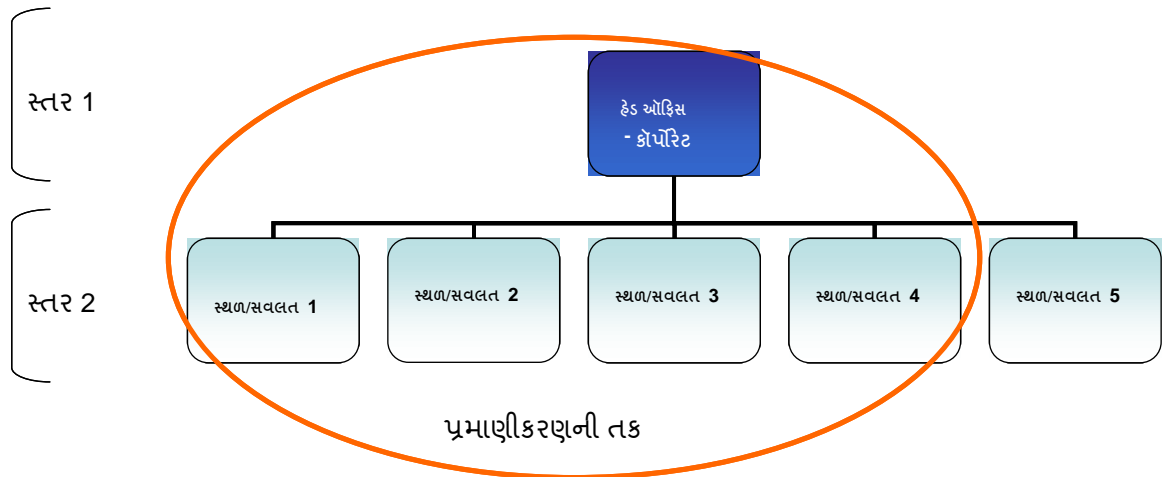 સ્તર 1
હેડ ઑફિસ
- કૉર્પોરેટ
સ્તર 2
સ્થળ/સવલત 1
સ્થળ/સવલત 2
સ્થળ/સવલત 3
સ્થળ/સવલત 4
સ્થળ/સવલત 5
પ્રમાણીકરણની તક